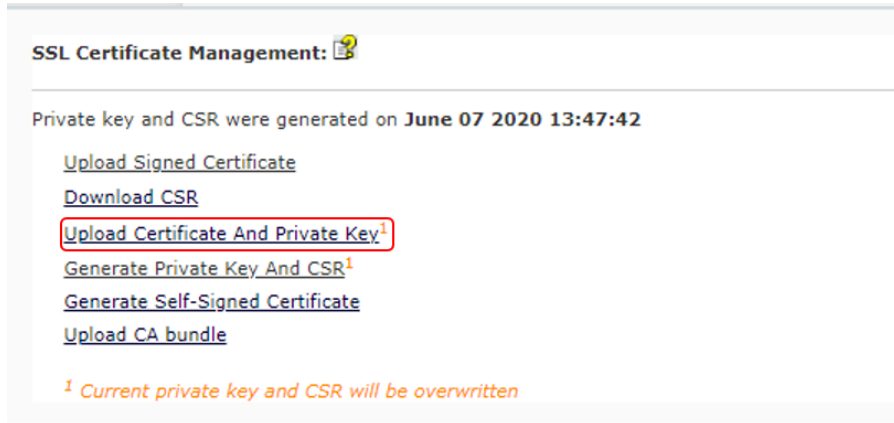 SSL Certificate Management:
Private key and CSR were generated on June 07 2020 13:47:42
Upload Signed Certificate
Download CSR
Upload Certificate And Private Key¹
Generate Private Key And CSR¹
Generate Self-Signed Certificate
Upload CA bundle
¹ Current private key and CSR will be overwritten